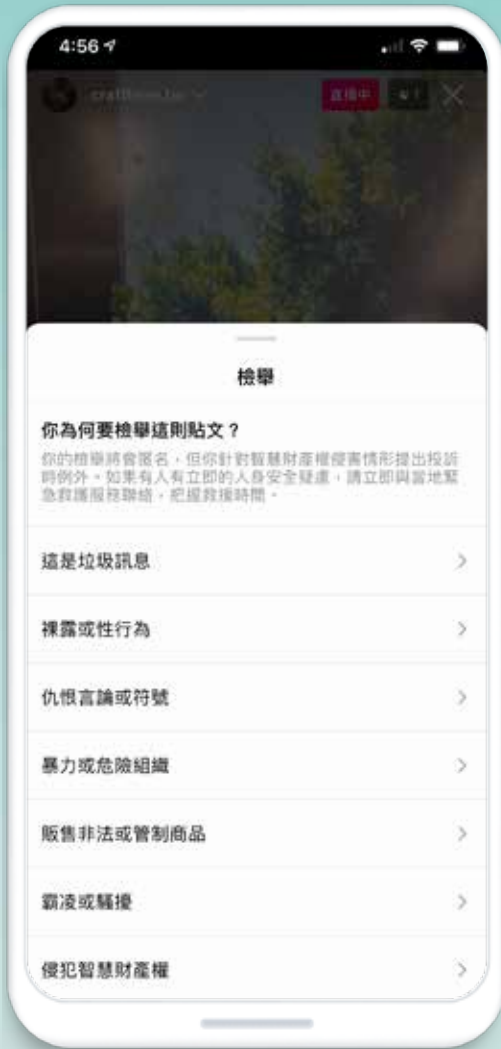 4:56
直播中
檢舉
你為何要檢舉這則貼文？
你的檢舉將會匿名，但你針對智慧財產權侵害情形提出投訴
時例外。如果有人有立即的人身安全疑慮，請立即與當地緊
急救護服務聯絡，把握救援時間。
這是垃圾訊息
裸露或性行為
仇恨言論或符號
暴力或危險組織
販售非法或管制商品
霸凌或騷擾
侵犯智慧財產權